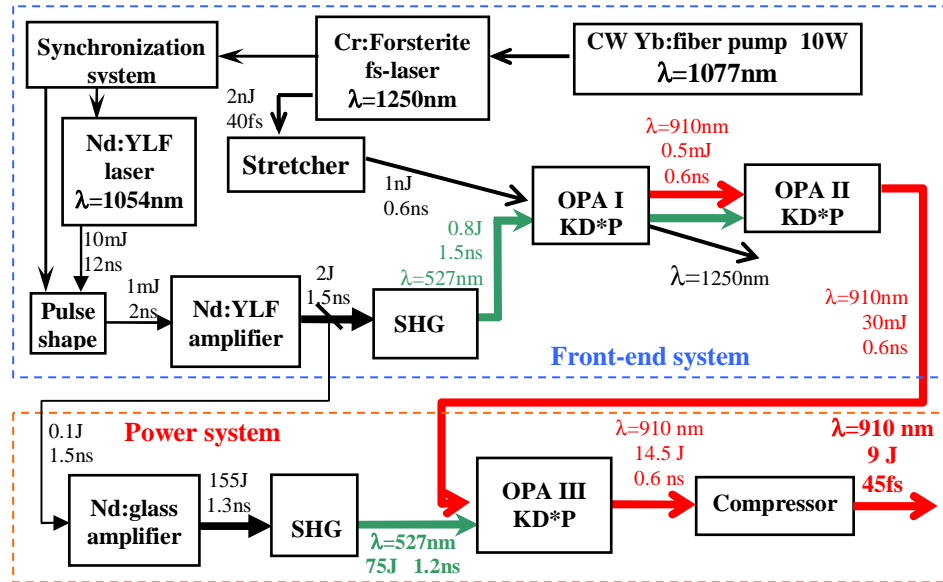 Synchronization
system
Cr:Forsterite
fs-laser
λ=1250nm
CW Yb:fiber pump 10W
λ=1077nm
2nJ
40fs
Nd:YLF
laser
λ=1054nm
Stretcher
1nJ
0.6ns
λ=910nm
0.5mJ
0.6ns
OPA I
KD*P
OPA II
KD*P
10mJ
12ns
0.8J
1.5ns
λ=527nm
λ=1250nm
Pulse
shape
1mJ
2ns
Nd:YLF
amplifier
2J
1.5ns
SHG
λ=910nm
30mJ
0.6ns
Front-end system
Power system
0.1J
1.5ns
Nd:glass
amplifier
155J
1.3ns
SHG
λ=527nm
75J 1.2ns
OPA III
KD*P
λ=910 nm
14.5 J
0.6 ns
Compressor
λ=910 nm
9 J
45fs